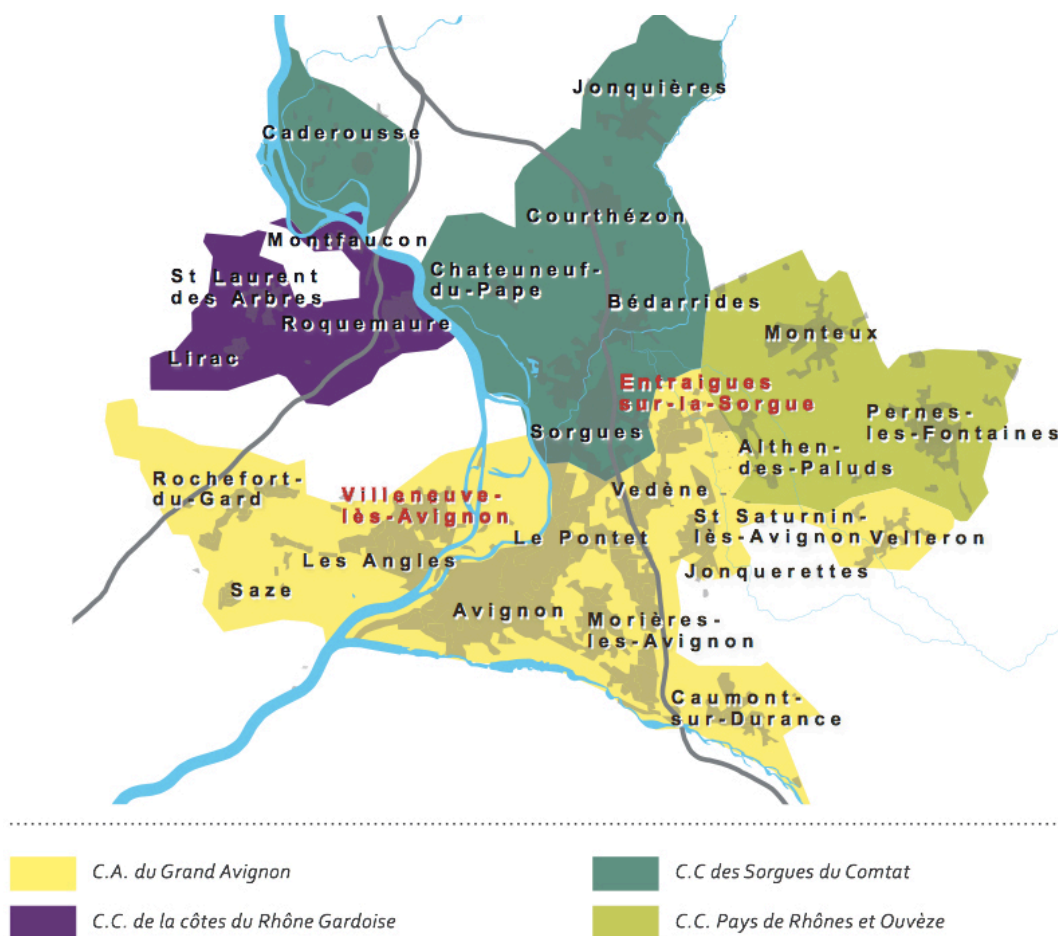 Jonquières
Caderousse
Courthézon
Montfaucon
Chateuneuf-
du-Pape
St Laurent
des Arbres
Bédarrides
Roquemaure
Monteux
Lirac
Entraigues
sur-la-Sorgue
Pernes-
les-Fontaines
Sorgues
Althen-
des-Paluds
Rochefort-
du-Gard
Villeneuve-
lès-Avignon
Vedène
St Saturnin-
lès-Avignon
Le Pontet
Velleron
Les Angles
Jonquerettes
Saze
Avignon
Morières-
les-Avignon
Caumont-
sur-Durance
C.A. du Grand Avignon
C.C des Sorgues du Comtat
C.C. de la côtes du Rhône Gardoise
C.C. Pays de Rhônes et Ouvèze